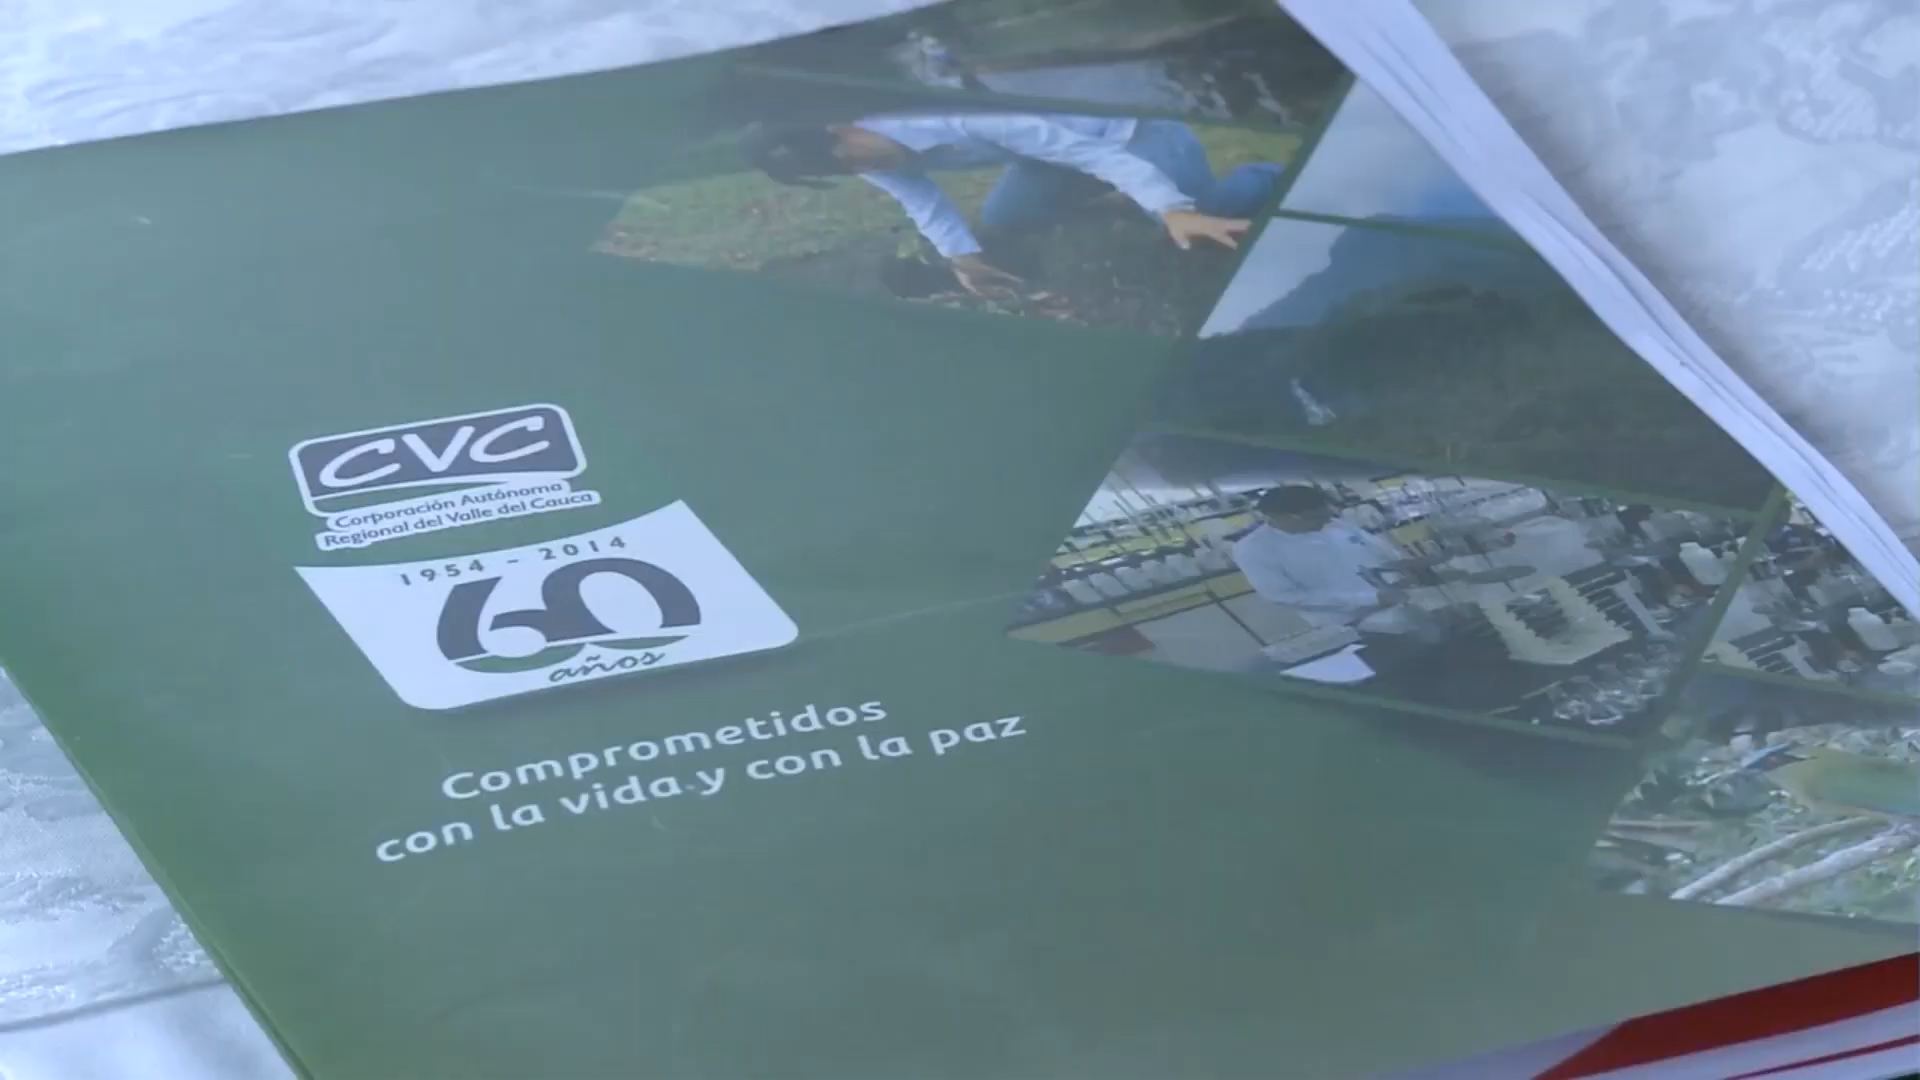 CVC
Corporación Autónoma
Regional del Valle del Cauca
1954 - 2014
60
años
Comprometidos
con la vida y con la paz